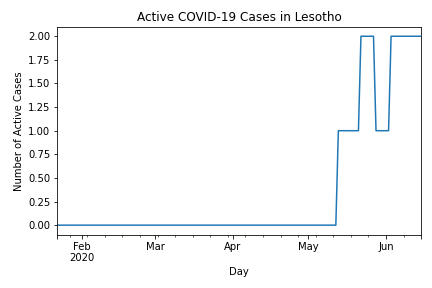 Active COVID-19 Cases in Lesotho
Number of Active Cases
2.00
1.75
1.50
1.25
1.00
0.75
0.50
0.25
0.00
Feb Mar Apr May Jun
2020
Day